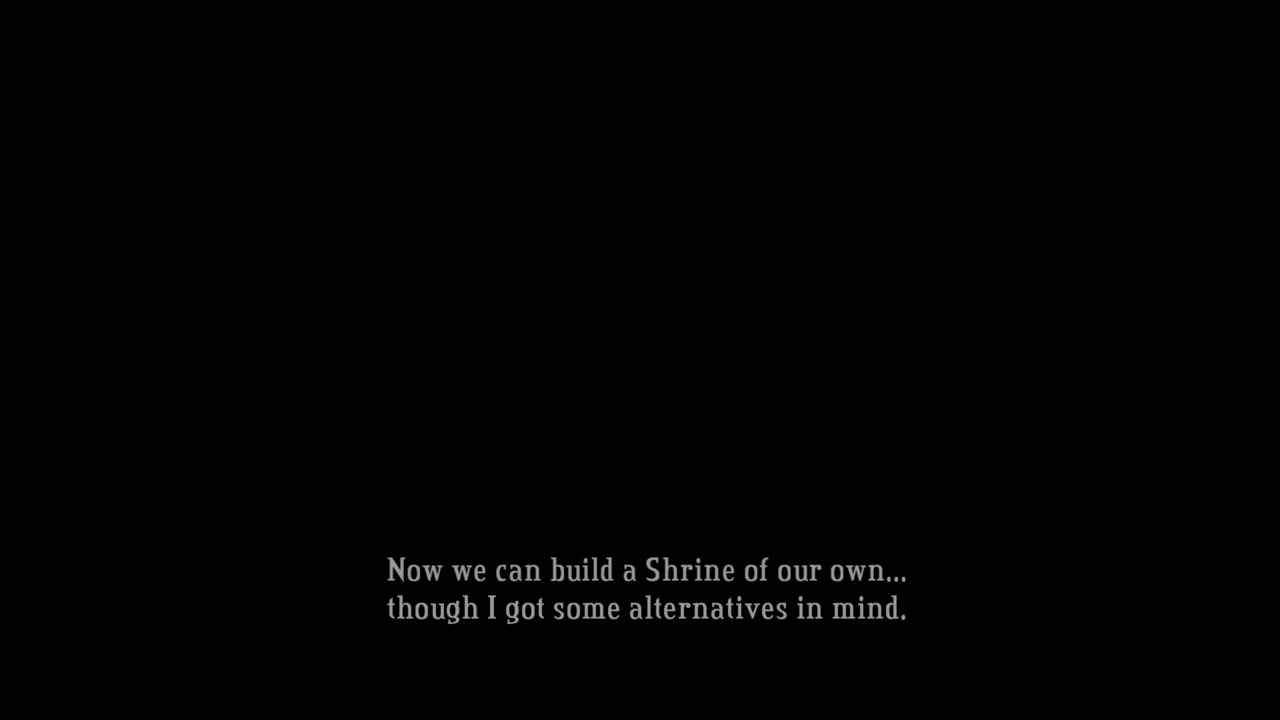 Now we can build a Shrine of our own...
though I got some alternatives in mind.